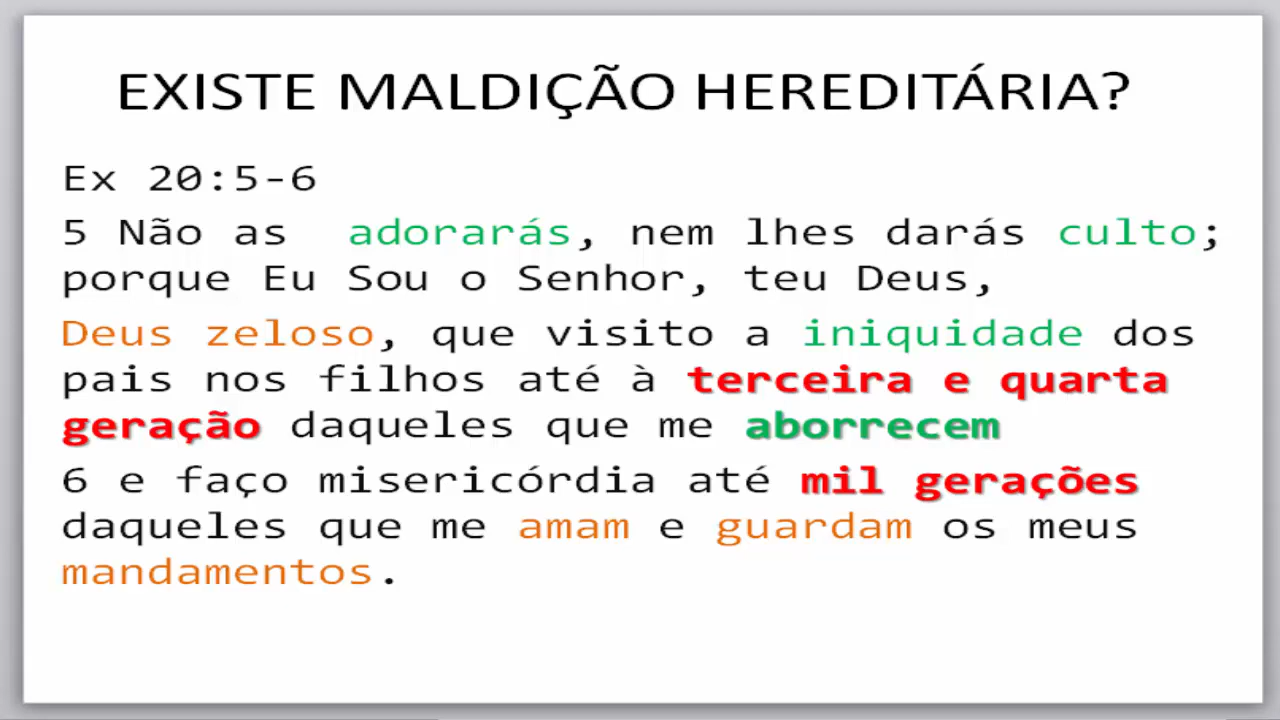 EXISTE MALDIÇÃO HEREDITÁRIA?
Ex 20:5-6
5 Não as adorarás, nem lhes darás culto;
porque Eu Sou o Senhor, teu Deus,
Deus zeloso, que visito a iniquidade dos
pais nos filhos até à terceira e quarta
geração daqueles que me aborrecem
6 e faço misericórdia até mil gerações
daqueles que me amam e guardam os meus
mandamentos.